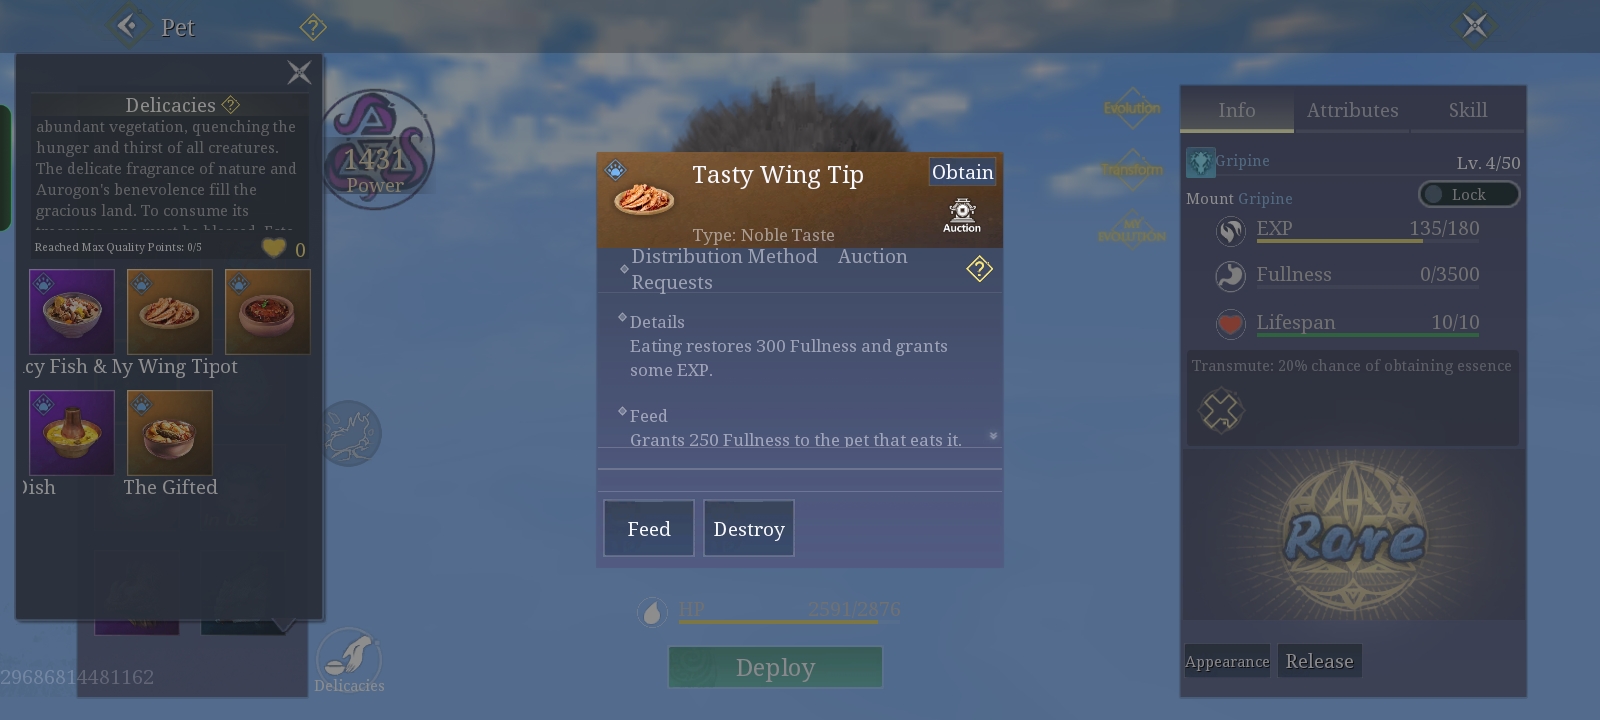 Pet
Delicacies
abundant vegetation, quenching the
hunger and thirst of all creatures.
The delicate fragrance of nature and
Aurogon's benevolence fill the
gracious land. To consume its
Reached Max Quality Points: 0/5
0
cy Fish & My Wing Tipot
Dish
The Gifted
29686814481162
1431
Power
Delicacies
Tasty Wing Tip
Obtain
Auction
Type: Noble Taste
Distribution Method Auction
Requests
Details
Eating restores 300 Fullness and grants
some EXP.
Feed
Grants 250 Fullness to the pet that eats it.
Feed
Destroy
HP 2591/2876
Deploy
Evolution
Transform
MY
EVOLUTION
Info Attributes Skill
Gripine
Lv. 4/50
Mount Gripine
Lock
EXP 135/180
Fullness 0/3500
Lifespan 10/10
Transmute: 20% chance of obtaining essence
Rare
Appearance
Release